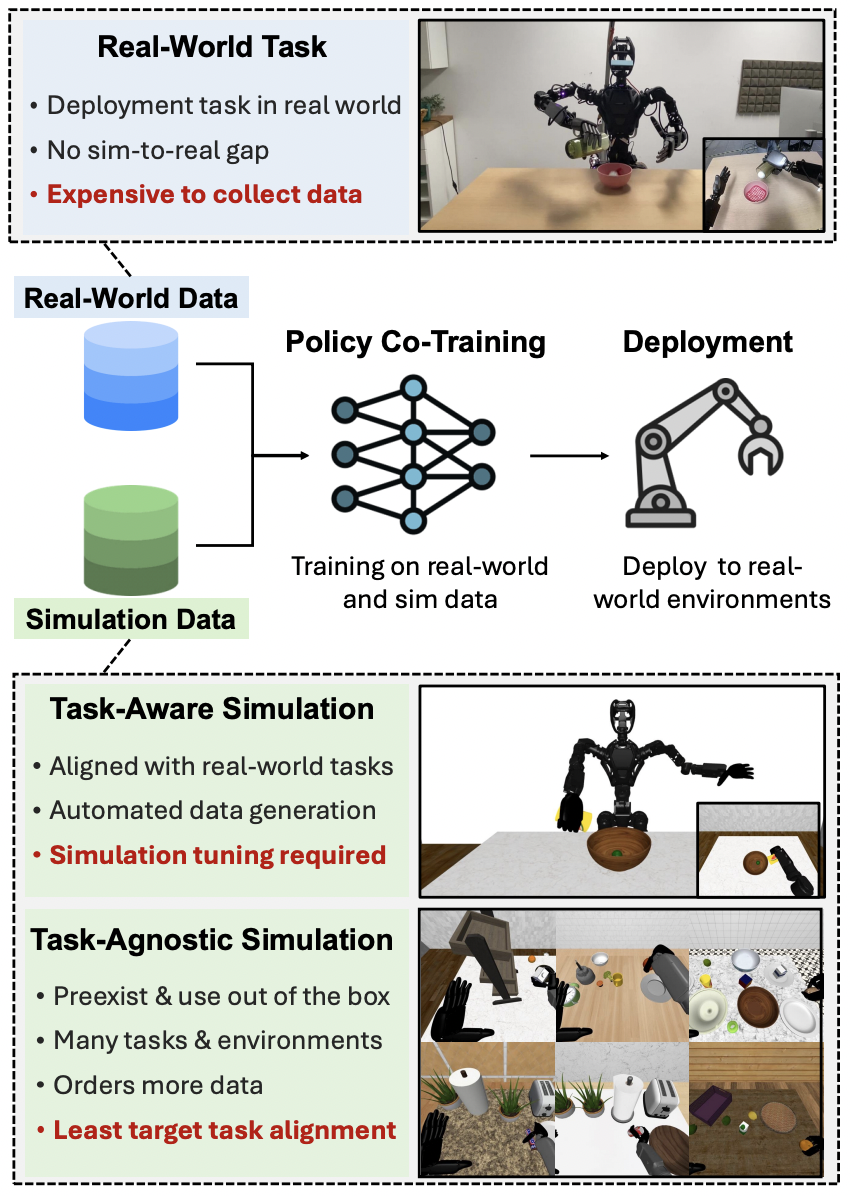 Real-World Task
• Deployment task in real world
• No sim-to-real gap
• Expensive to collect data
Real-World Data
Policy Co-Training
Deployment
Training on real-world
and sim data
Deploy to real-
world environments
Simulation Data
Task-Aware Simulation
• Aligned with real-world tasks
• Automated data generation
• Simulation tuning required
Task-Agnostic Simulation
• Preexist & use out of the box
• Many tasks & environments
• Orders more data
• Least target task alignment